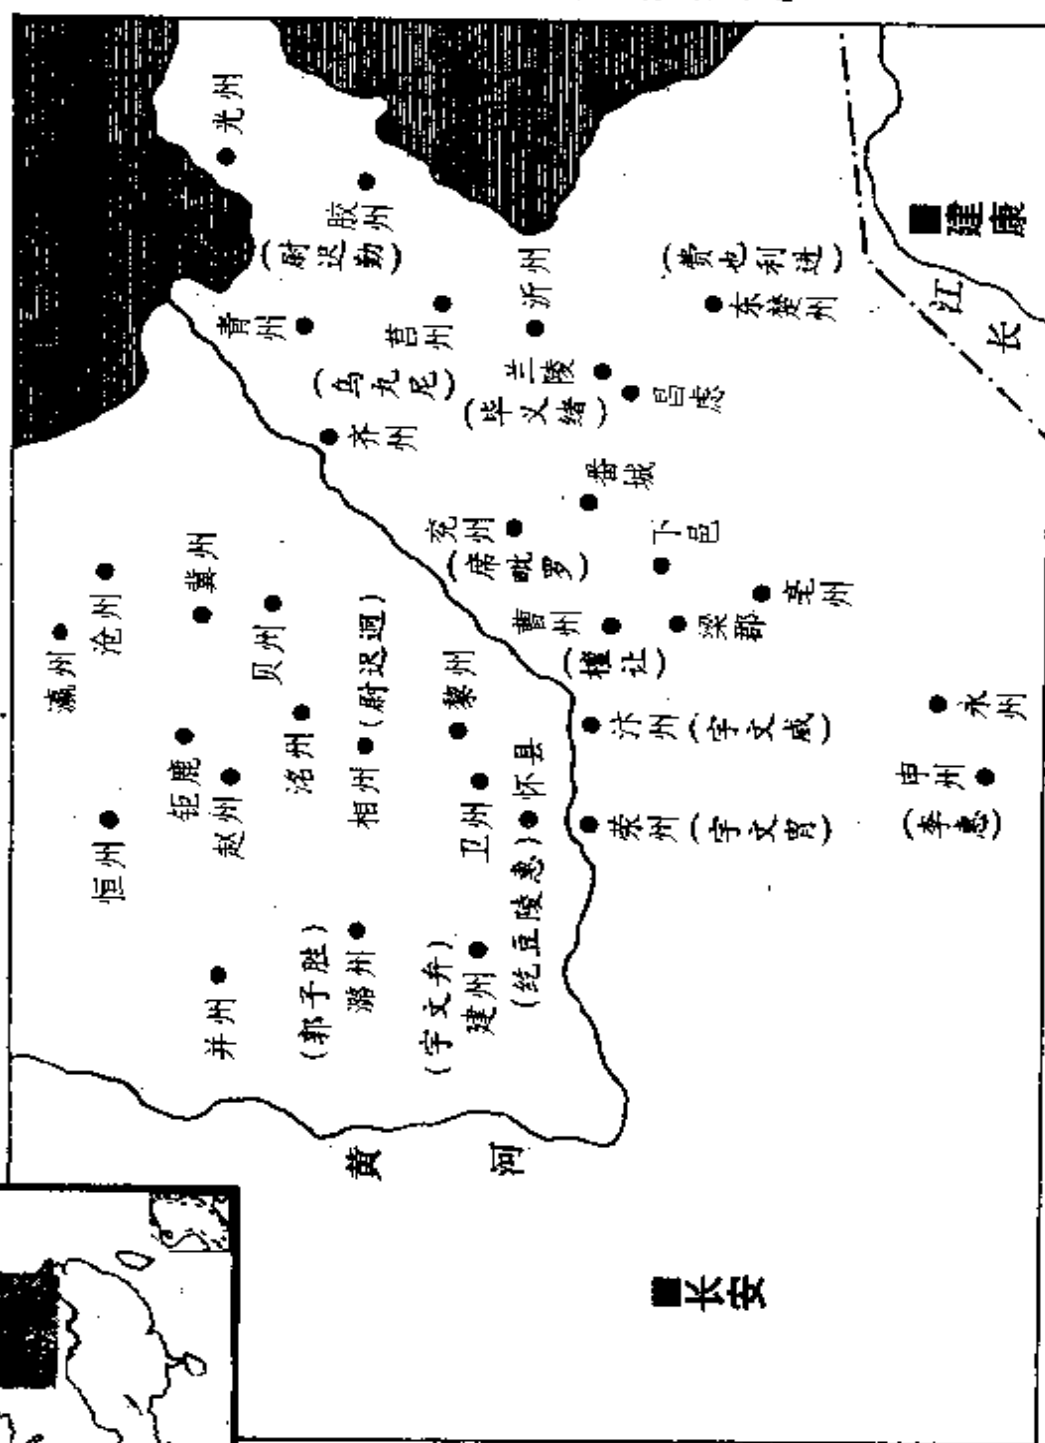 光州
胶州
(尉迟勤)
青州
莒州
沂州
(费也利进)
东楚州
建康
长江
(乌丸尼)
兰陵
(毕义绪)
昌虑
齐州
番城
兖州
(席毗罗)
下邑
亳州
曹州
(檀让)
梁郡
沧州
瀛州
冀州
贝州
钜鹿
恒州
赵州
洺州
相州(尉迟迥)
黎州
卫州
怀县
(纥豆陵惠)
汴州(宇文威)
荥州(宇文胄)
永州
申州
(李惠)
并州
(郭子胜)
潞州
(宇文弁)
建州
黄河
长安